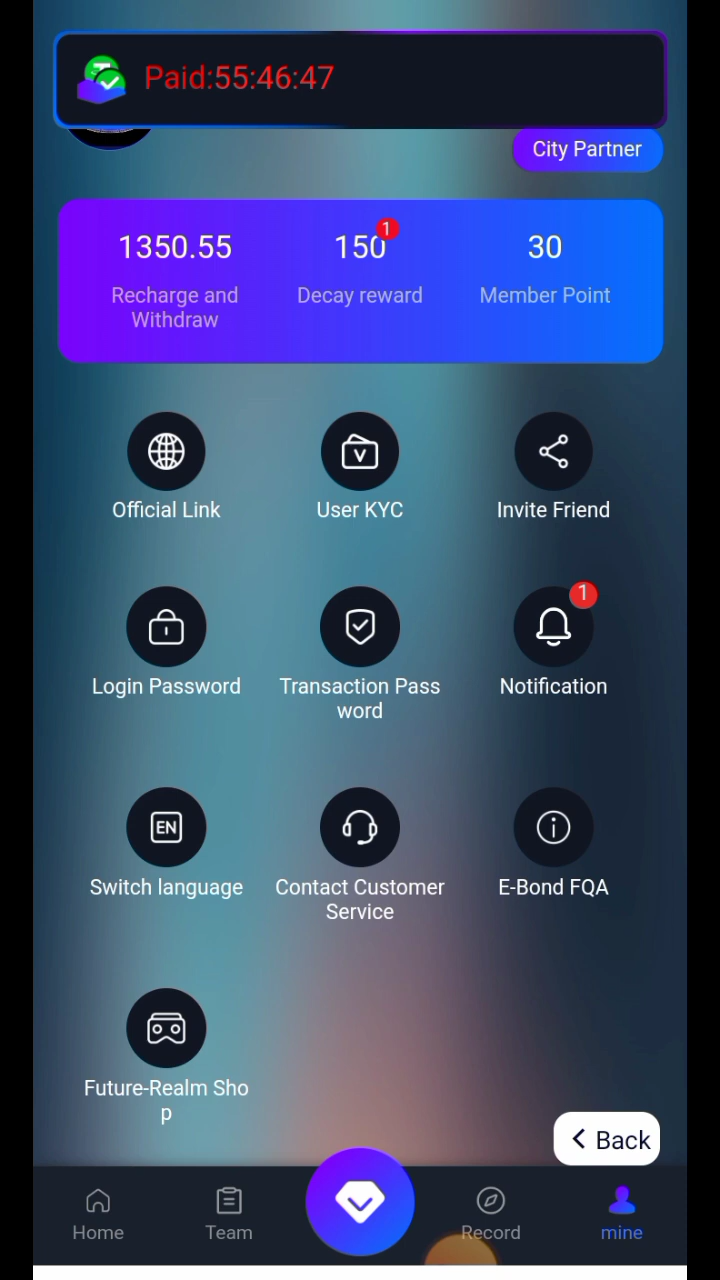 Paid:55:46:47
City Partner
1350.55
150
1
30
Recharge and
Withdraw
Decay reward
Member Point
Official Link
User KYC
Invite Friend
1
Login Password
Transaction Pass
word
Notification
EN
Switch language
Contact Customer
Service
E-Bond FQA
Future-Realm Sho
p
Back
Home
Team
Record
mine